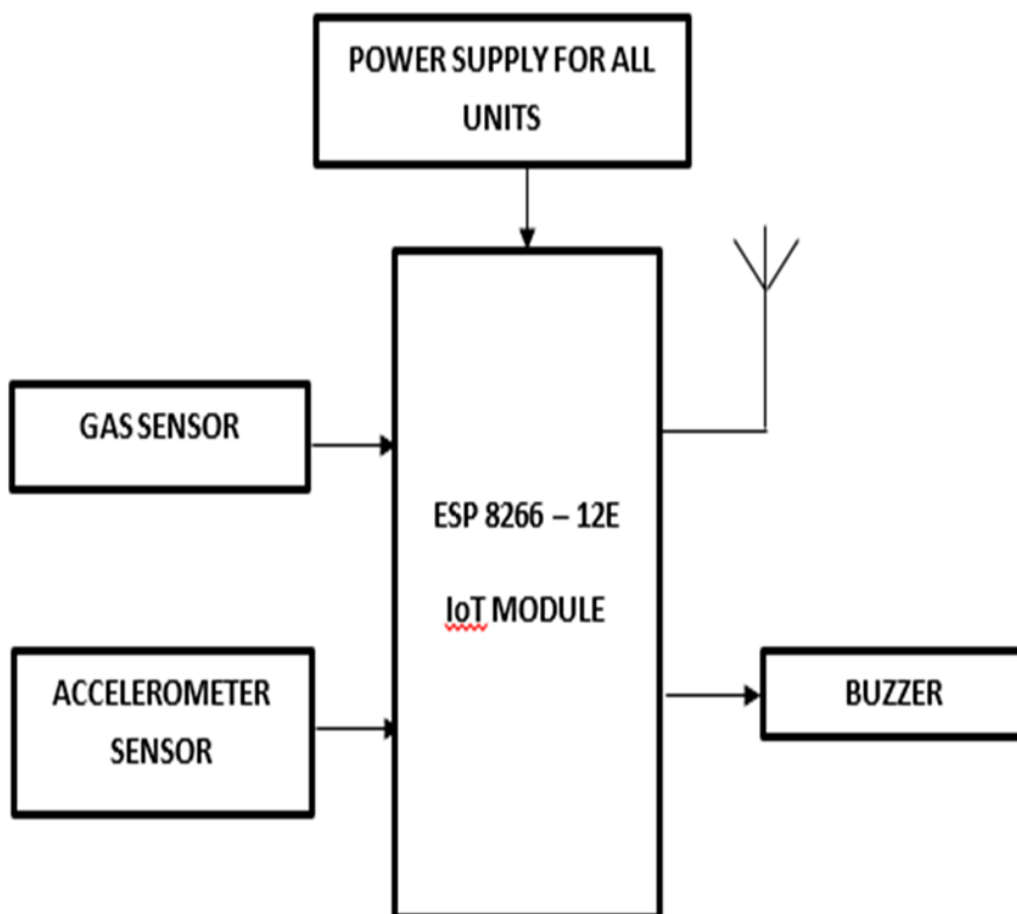 POWER SUPPLY FOR ALL
UNITS
GAS SENSOR
ESP 8266 – 12E
IoT MODULE
ACCELEROMETER
SENSOR
BUZZER